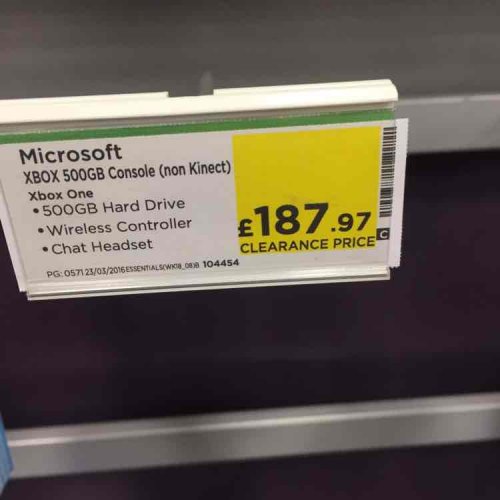 Microsoft
XBOX 500GB Console (non Kinect)
Xbox One
• 500GB Hard Drive
• Wireless Controller
• Chat Headset
£187.97
CLEARANCE PRICE
C
PG: 0571 23/03/2016 ESSENTIALS(WK18_08)B 104454